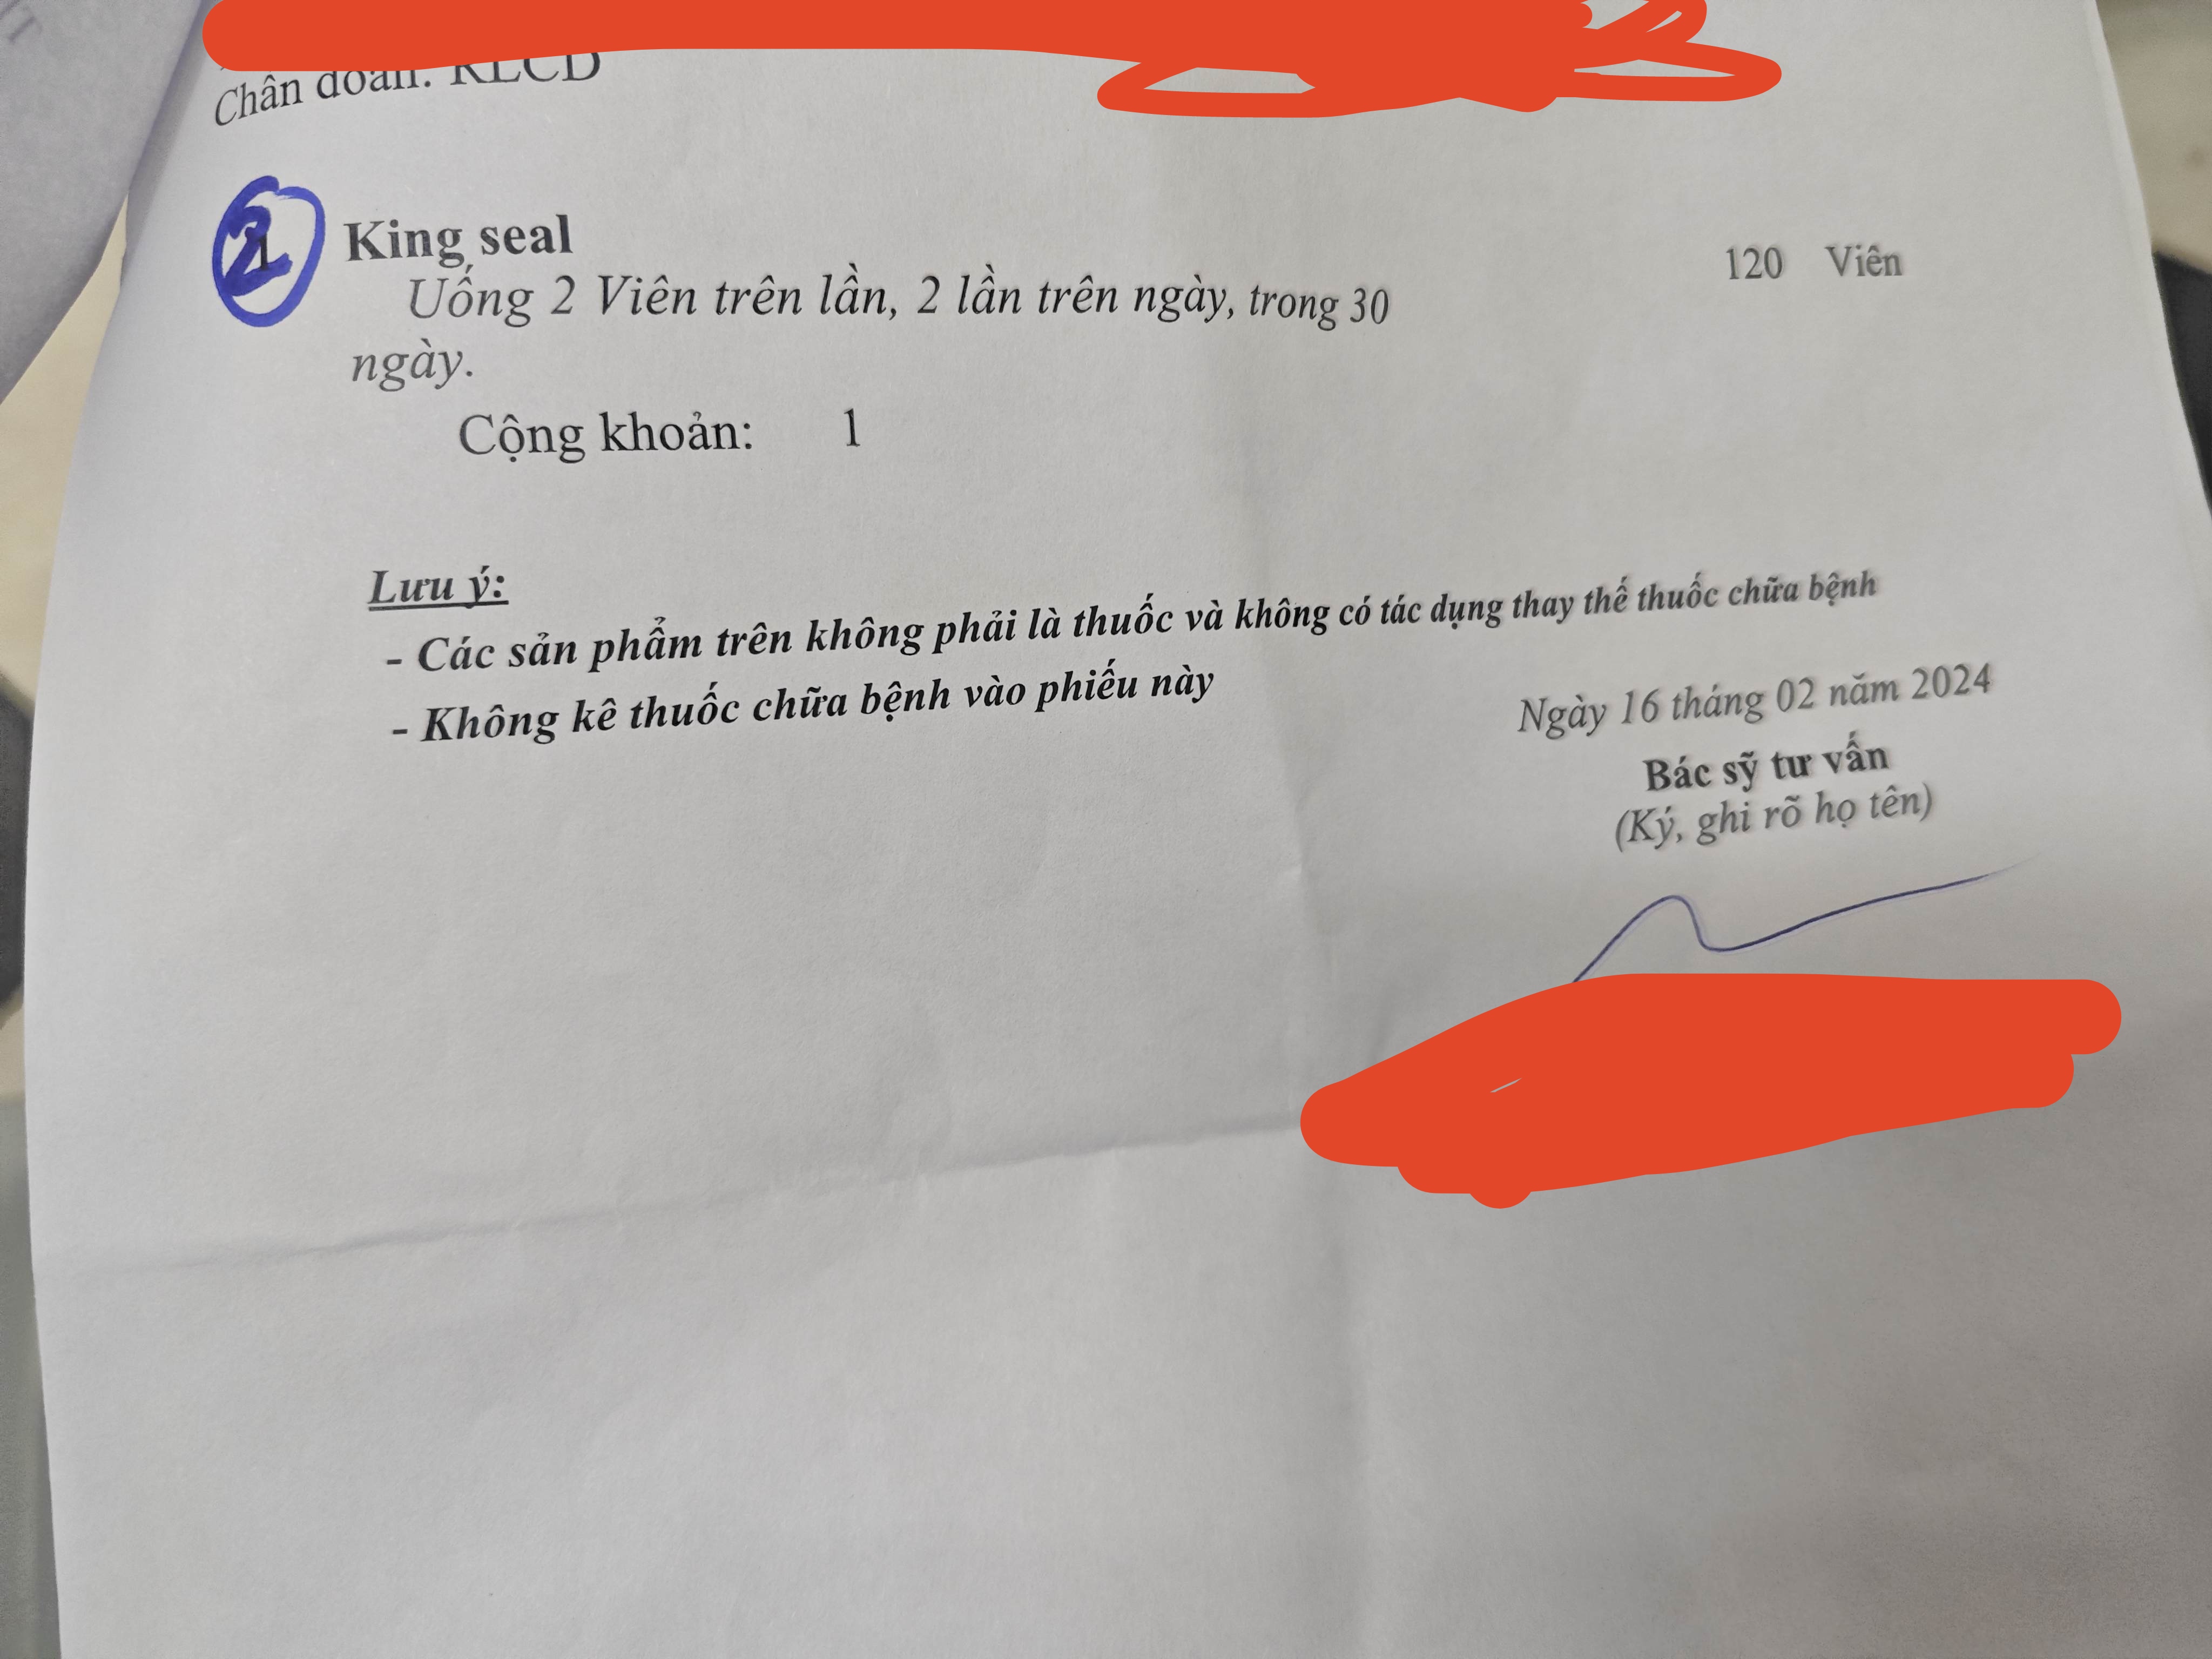 Chẩn đoán: RLCD
2 King seal
120 Viên
Uống 2 Viên trên lần, 2 lần trên ngày, trong 30
ngày.
Cộng khoản: 1
Lưu ý:
- Các sản phẩm trên không phải là thuốc và không có tác dụng thay thế thuốc chữa bệnh
- Không kê thuốc chữa bệnh vào phiếu này
Ngày 16 tháng 02 năm 2024
Bác sỹ tư vấn
(Ký, ghi rõ họ tên)